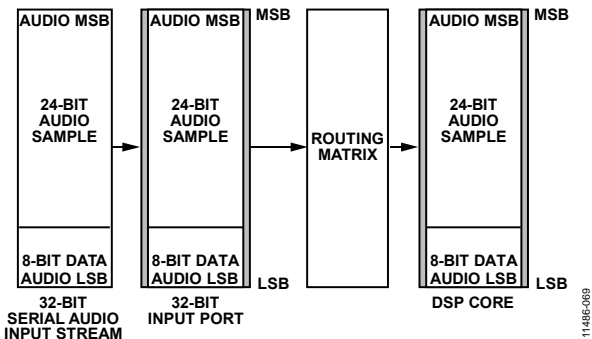 AUDIO MSB
24-BIT
AUDIO
SAMPLE
8-BIT DATA
AUDIO LSB
32-BIT
SERIAL AUDIO
INPUT STREAM
AUDIO MSB
MSB
24-BIT
AUDIO
SAMPLE
8-BIT DATA
AUDIO LSB
LSB
32-BIT
INPUT PORT
ROUTING
MATRIX
AUDIO MSB
MSB
24-BIT
AUDIO
SAMPLE
8-BIT DATA
AUDIO LSB
LSB
DSP CORE
11486-069